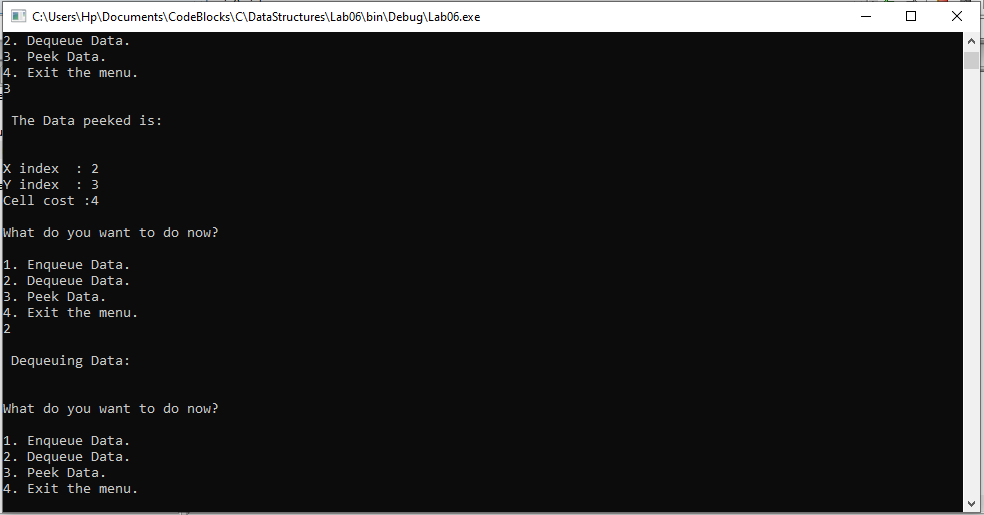 C:\Users\Hp\Documents\CodeBlocks\C\DataStructures\Lab06\bin\Debug\Lab06.exe
2. Dequeue Data.
3. Peek Data.
4. Exit the menu.
3
The Data peeked is:
X index  : 2
Y index  : 3
Cell cost :4
What do you want to do now?
1. Enqueue Data.
2. Dequeue Data.
3. Peek Data.
4. Exit the menu.
2
Dequeuing Data:
What do you want to do now?
1. Enqueue Data.
2. Dequeue Data.
3. Peek Data.
4. Exit the menu.